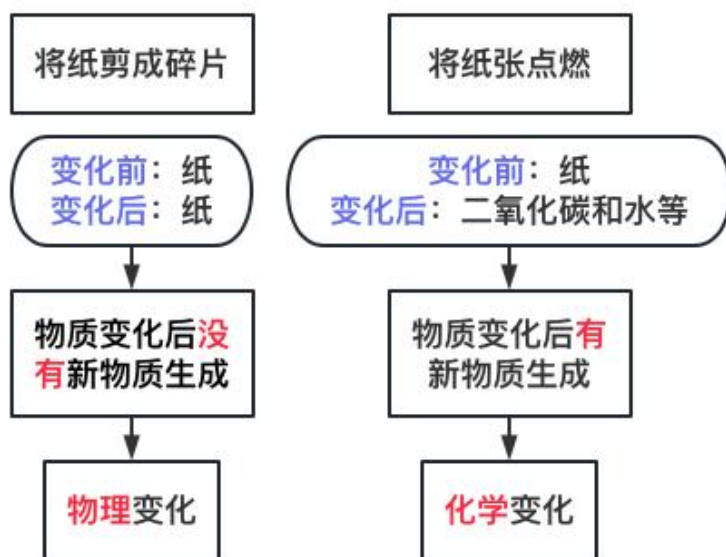 将纸剪成碎片
变化前：纸
变化后：纸
物质变化后没
有新物质生成
物理变化
将纸张点燃
变化前：纸
变化后：二氧化碳和水等
物质变化后有
新物质生成
化学变化